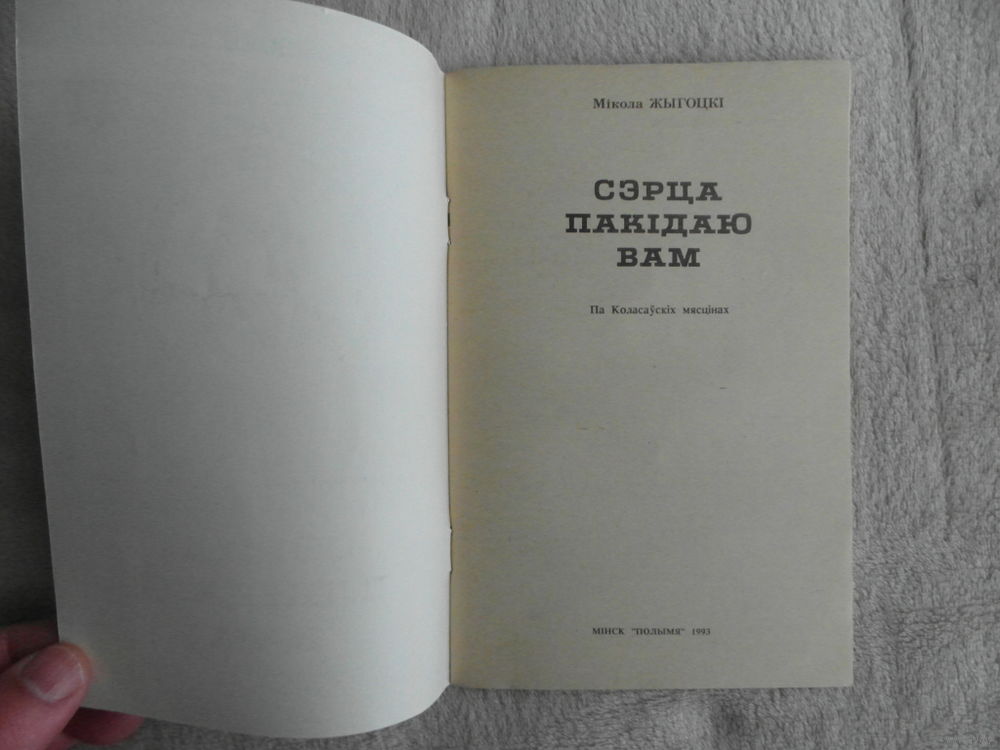 Мікола ЖЫГОЦКІ
СЭРЦА
ПАКІДАЮ
ВАМ
Па Коласаўскіх мясцінах
МІНСК "ПОЛЫМЯ" 1993